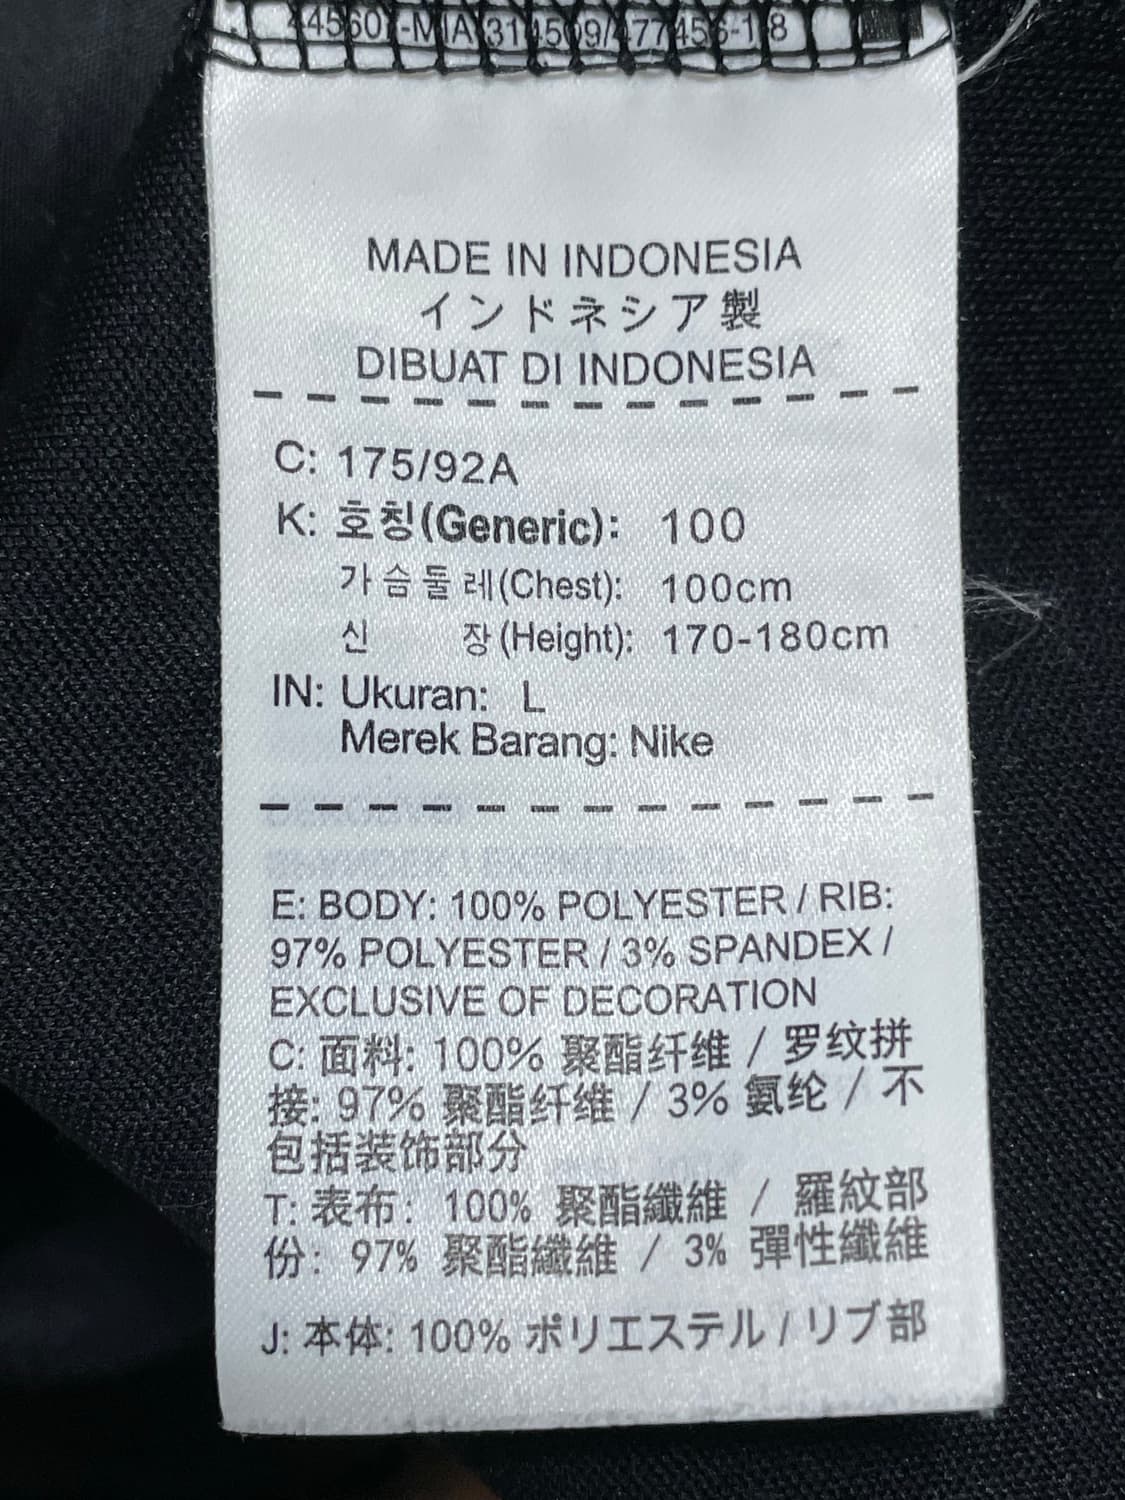 MADE IN INDONESIA
インドネシア製
DIBUAT DI INDONESIA
C: 175/92A
K: 호칭(Generic): 100
가슴둘레(Chest): 100cm
신 장(Height): 170-180cm
IN: Ukuran: L
Merek Barang: Nike
E: BODY: 100% POLYESTER / RIB:
97% POLYESTER / 3% SPANDEX /
EXCLUSIVE OF DECORATION
C: 面料: 100% 聚酯纤维 / 罗纹拼
接: 97% 聚酯纤维 / 3% 氨纶 / 不
包括装饰部分
T: 表布: 100% 聚酯纖維 / 羅紋部
份: 97% 聚酯纖維 / 3% 彈性纖維
J: 本体: 100% ポリエステル / リブ部